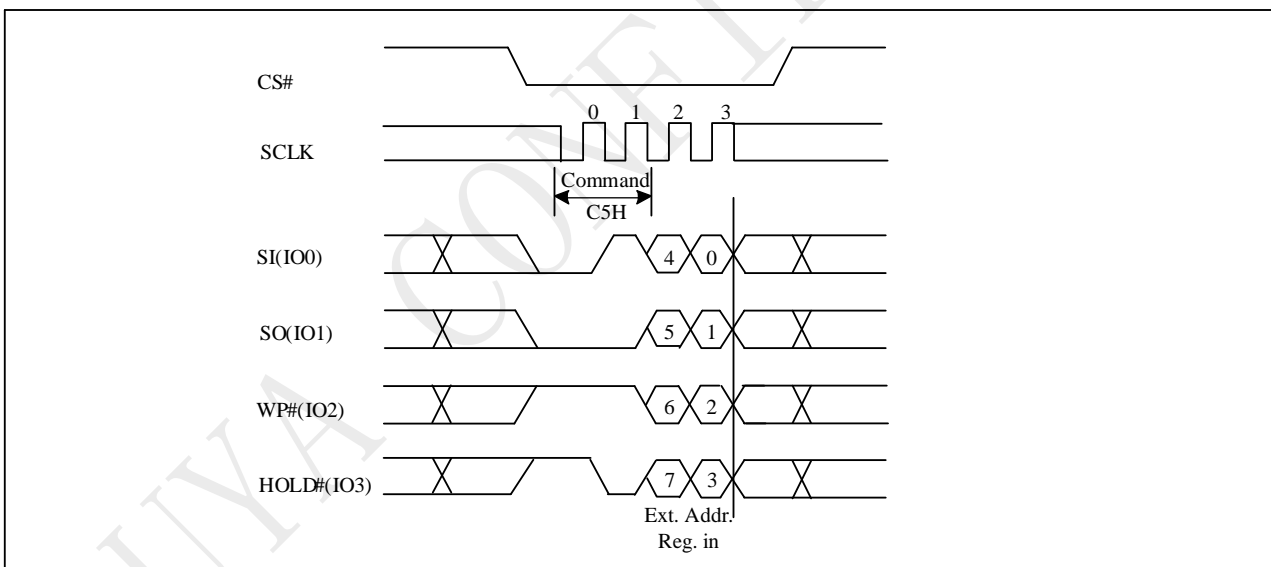 CS#
0 1 2 3
SCLK
Command
C5H
SI(IO0) 4 0
SO(IO1) 5 1
WP#(IO2) 6 2
HOLD#(IO3) 7 3
Ext. Addr.
Reg. in